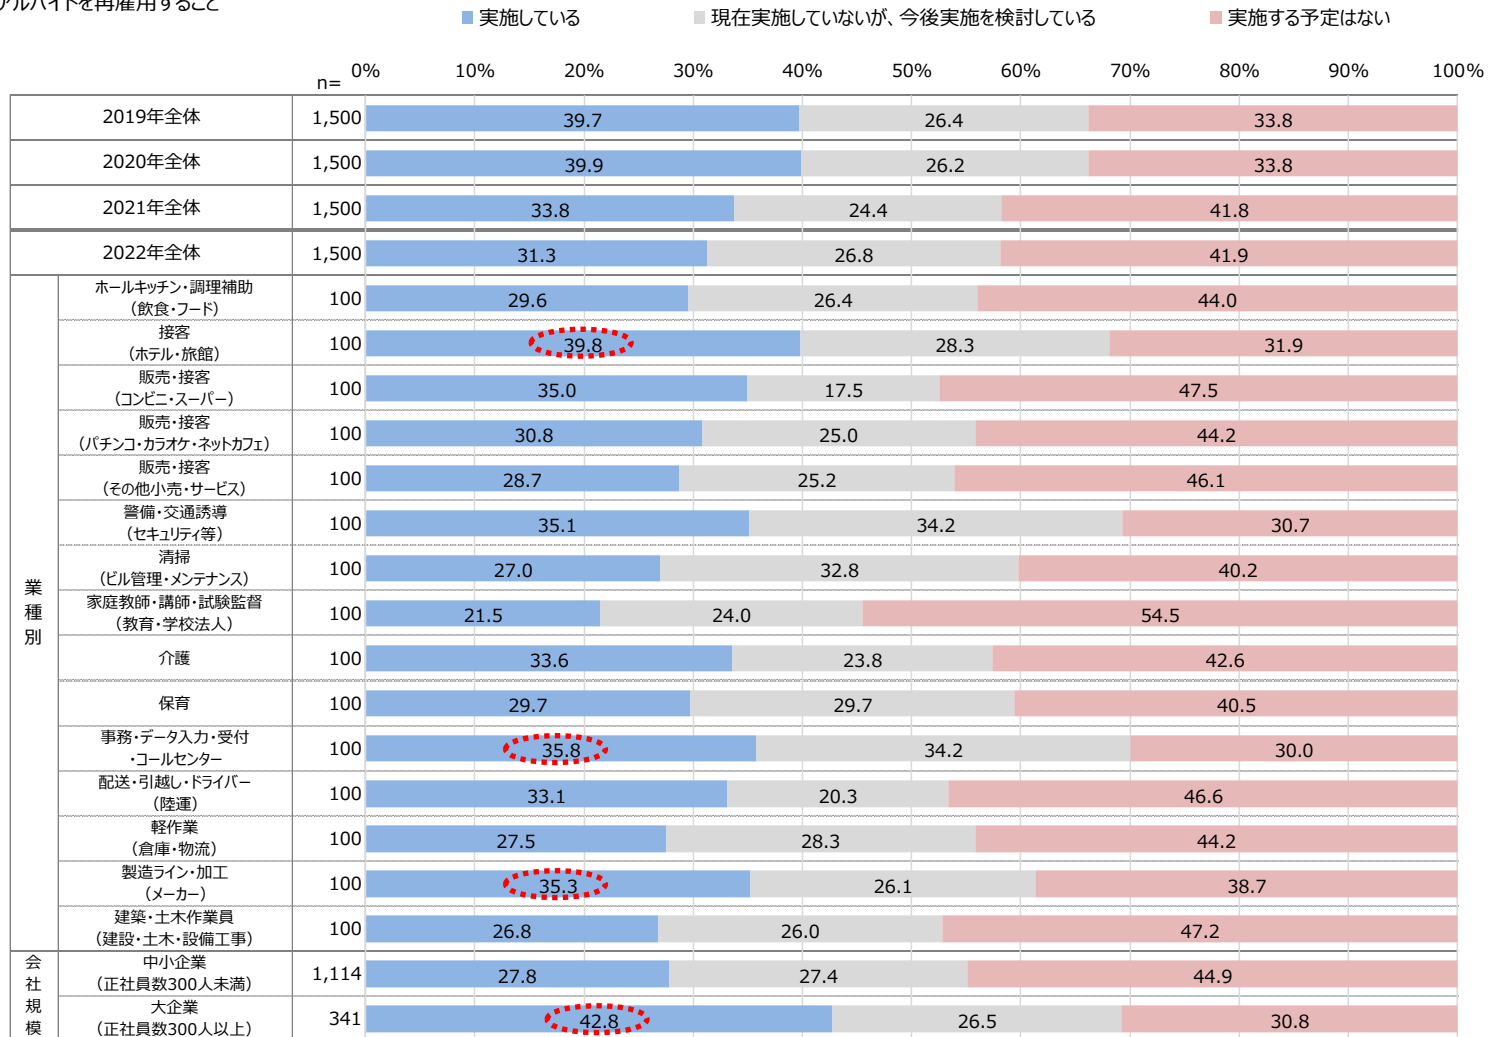 アルバイトを再雇用すること
実施している 現在実施していないが、今後実施を検討している 実施する予定はない
n= 0% 10% 20% 30% 40% 50% 60% 70% 80% 90% 100%
2019年全体 1,500 39.7 26.4 33.8
2020年全体 1,500 39.9 26.2 33.8
2021年全体 1,500 33.8 24.4 41.8
2022年全体 1,500 31.3 26.8 41.9
業種別
ホールキッチン・調理補助
（飲食・フード） 100 29.6 26.4 44.0
接客
（ホテル・旅館） 100 39.8 28.3 31.9
販売・接客
（コンビニ・スーパー） 100 35.0 17.5 47.5
販売・接客
（パチンコ・カラオケ・ネットカフェ） 100 30.8 25.0 44.2
販売・接客
（その他小売・サービス） 100 28.7 25.2 46.1
警備・交通誘導
（セキュリティ等） 100 35.1 34.2 30.7
清掃
（ビル管理・メンテナンス） 100 27.0 32.8 40.2
家庭教師・講師・試験監督
（教育・学校法人） 100 21.5 24.0 54.5
介護 100 33.6 23.8 42.6
保育 100 29.7 29.7 40.5
事務・データ入力・受付
・コールセンター 100 35.8 34.2 30.0
配送・引越し・ドライバー
（陸運） 100 33.1 20.3 46.6
軽作業
（倉庫・物流） 100 27.5 28.3 44.2
製造ライン・加工
（メーカー） 100 35.3 26.1 38.7
建築・土木作業員
（建設・土木・設備工事） 100 26.8 26.0 47.2
会社規模
中小企業
（正社員数300人未満） 1,114 27.8 27.4 44.9
大企業
（正社員数300人以上） 341 42.8 26.5 30.8